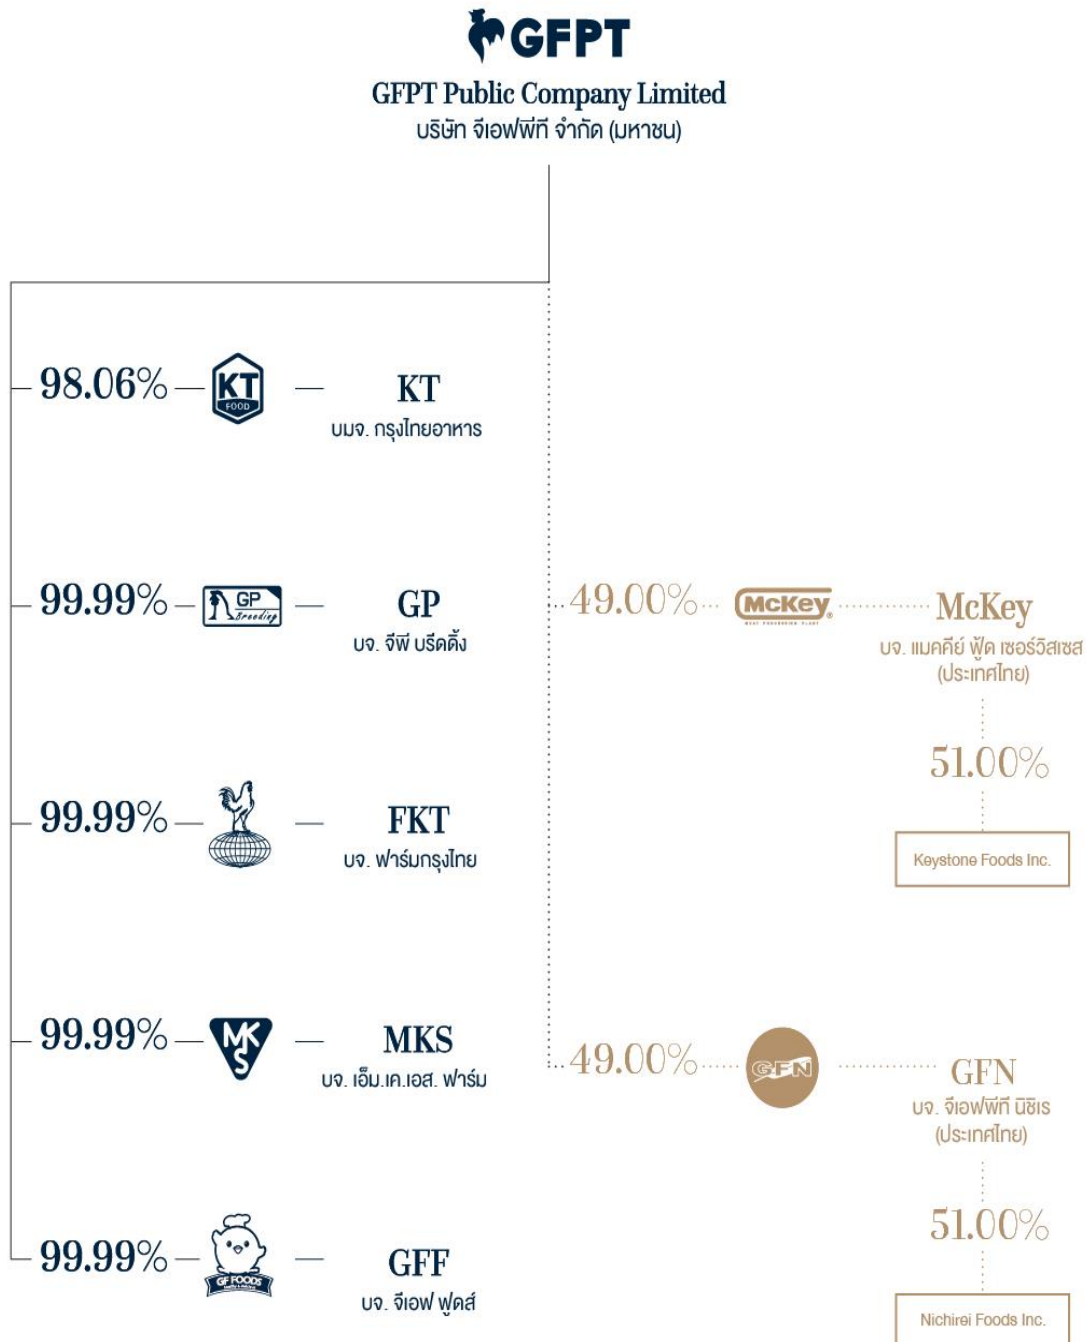 GFPT
GFPT Public Company Limited
บริษัท จีเอฟพีที จำกัด (มหาชน)
98.06%
KT
FOOD
KT
บมจ. กรุงไทยอาหาร
99.99%
GP
Breeding
GP
บจ. จีพี บรีดดิ้ง
99.99%
FKT
บจ. ฟาร์มกรุงไทย
99.99%
MKS
MKS
บจ. เอ็ม.เค.เอส. ฟาร์ม
99.99%
GF FOODS
GFF
บจ. จีเอฟ ฟูดส์
49.00%
McKey®
MEAT PROCESSING PLANT
McKey
บจ. แมคคีย์ ฟู้ด เซอร์วิสเซส
(ประเทศไทย)
51.00%
Keystone Foods Inc.
49.00%
GFN
GFN
บจ. จีเอฟพีที นิชิเร
(ประเทศไทย)
51.00%
Nichirei Foods Inc.